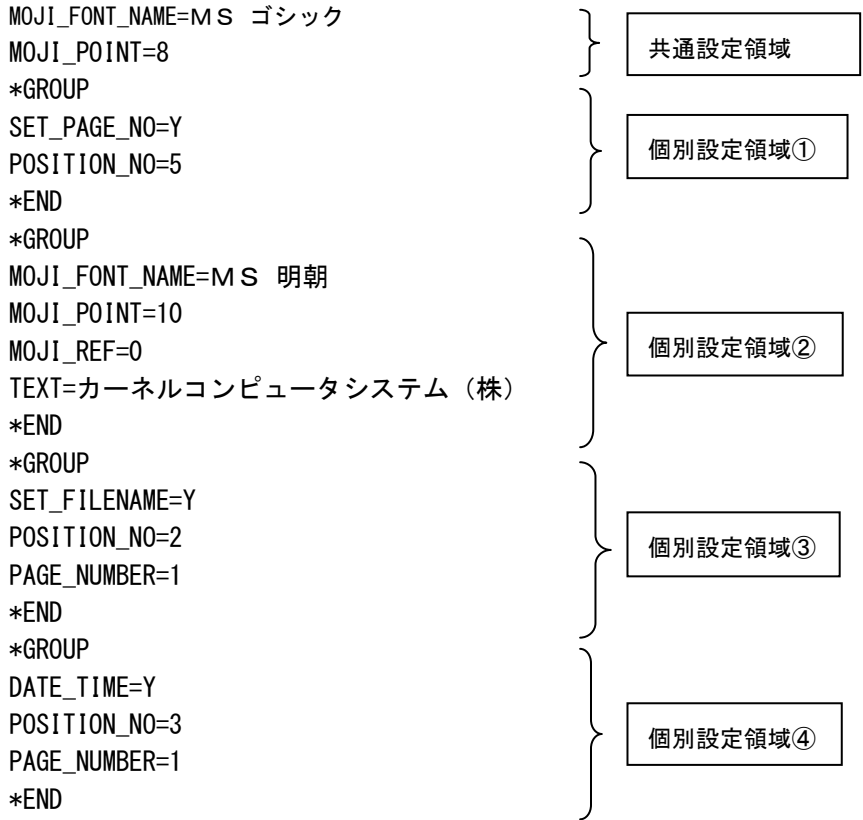 MOJI_FONT_NAME=ＭＳ ゴシック
MOJI_POINT=8
共通設定領域
*GROUP
SET_PAGE_NO=Y
POSITION_NO=5
*END
個別設定領域①
*GROUP
MOJI_FONT_NAME=ＭＳ 明朝
MOJI_POINT=10
MOJI_REF=0
TEXT=カーネルコンピュータシステム（株）
*END
個別設定領域②
*GROUP
SET_FILENAME=Y
POSITION_NO=2
PAGE_NUMBER=1
*END
個別設定領域③
*GROUP
DATE_TIME=Y
POSITION_NO=3
PAGE_NUMBER=1
*END
個別設定領域④